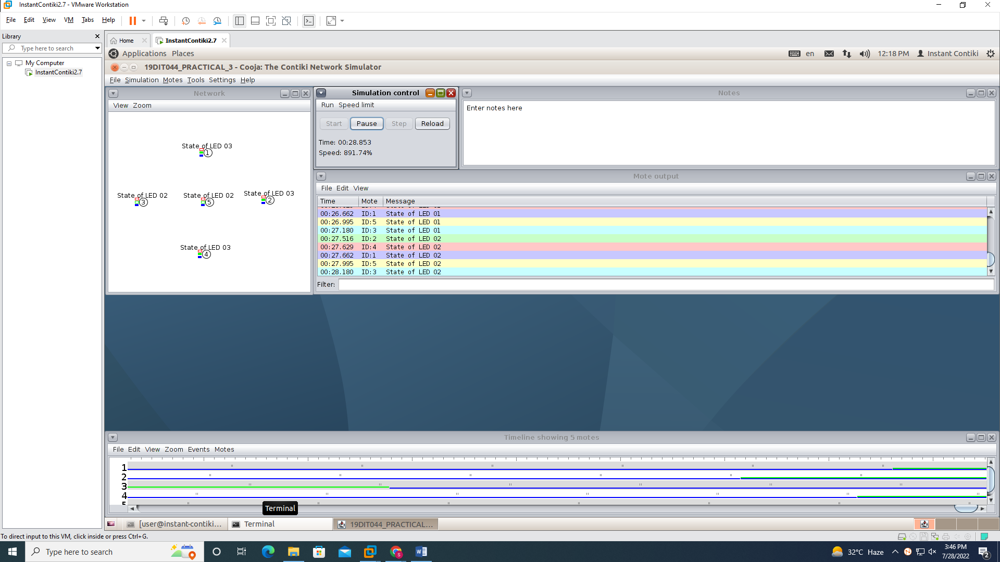 InstantContiki2.7 - VMware Workstation
File Edit View VM Tabs Help
Library
Type here to search
My Computer
InstantContiki2.7
Home
InstantContiki2.7
Applications Places
en
12:18 PM
Instant Contiki
19DIT044_PRACTICAL_3 - Cooja: The Contiki Network Simulator
File Simulation Motes Tools Settings Help
Network
View Zoom
State of LED 03
1
State of LED 02
3
State of LED 02
5
State of LED 03
2
State of LED 03
4
Simulation control
Run Speed limit
Start Pause Step Reload
Time: 00:28.853
Speed: 891.74%
Notes
Enter notes here
Mote output
File Edit View
Time Mote Message
00:26.662 ID:1 State of LED 01
00:26.995 ID:5 State of LED 01
00:27.180 ID:3 State of LED 01
00:27.516 ID:2 State of LED 02
00:27.629 ID:4 State of LED 02
00:27.662 ID:1 State of LED 02
00:27.995 ID:5 State of LED 02
00:28.180 ID:3 State of LED 02
Filter:
Timeline showing 5 motes
File Edit View Zoom Events Motes
1
2
3
4
5
Terminal
[user@instant-contiki...
Terminal
19DIT044_PRACTICAL...
To direct input to this VM, click inside or press Ctrl+G.
Type here to search
32°C Haze
3:46 PM
7/28/2022
2